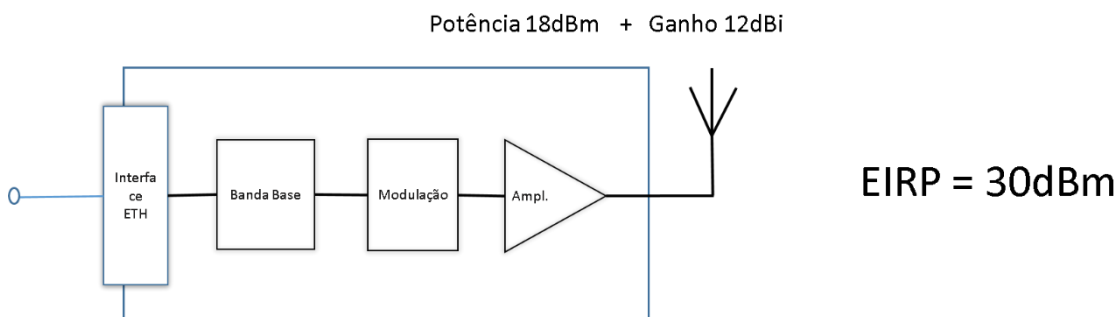 Potência 18dBm + Ganho 12dBi
Interfa
ce
ETH
Banda Base
Modulação
Ampl.
EIRP = 30dBm